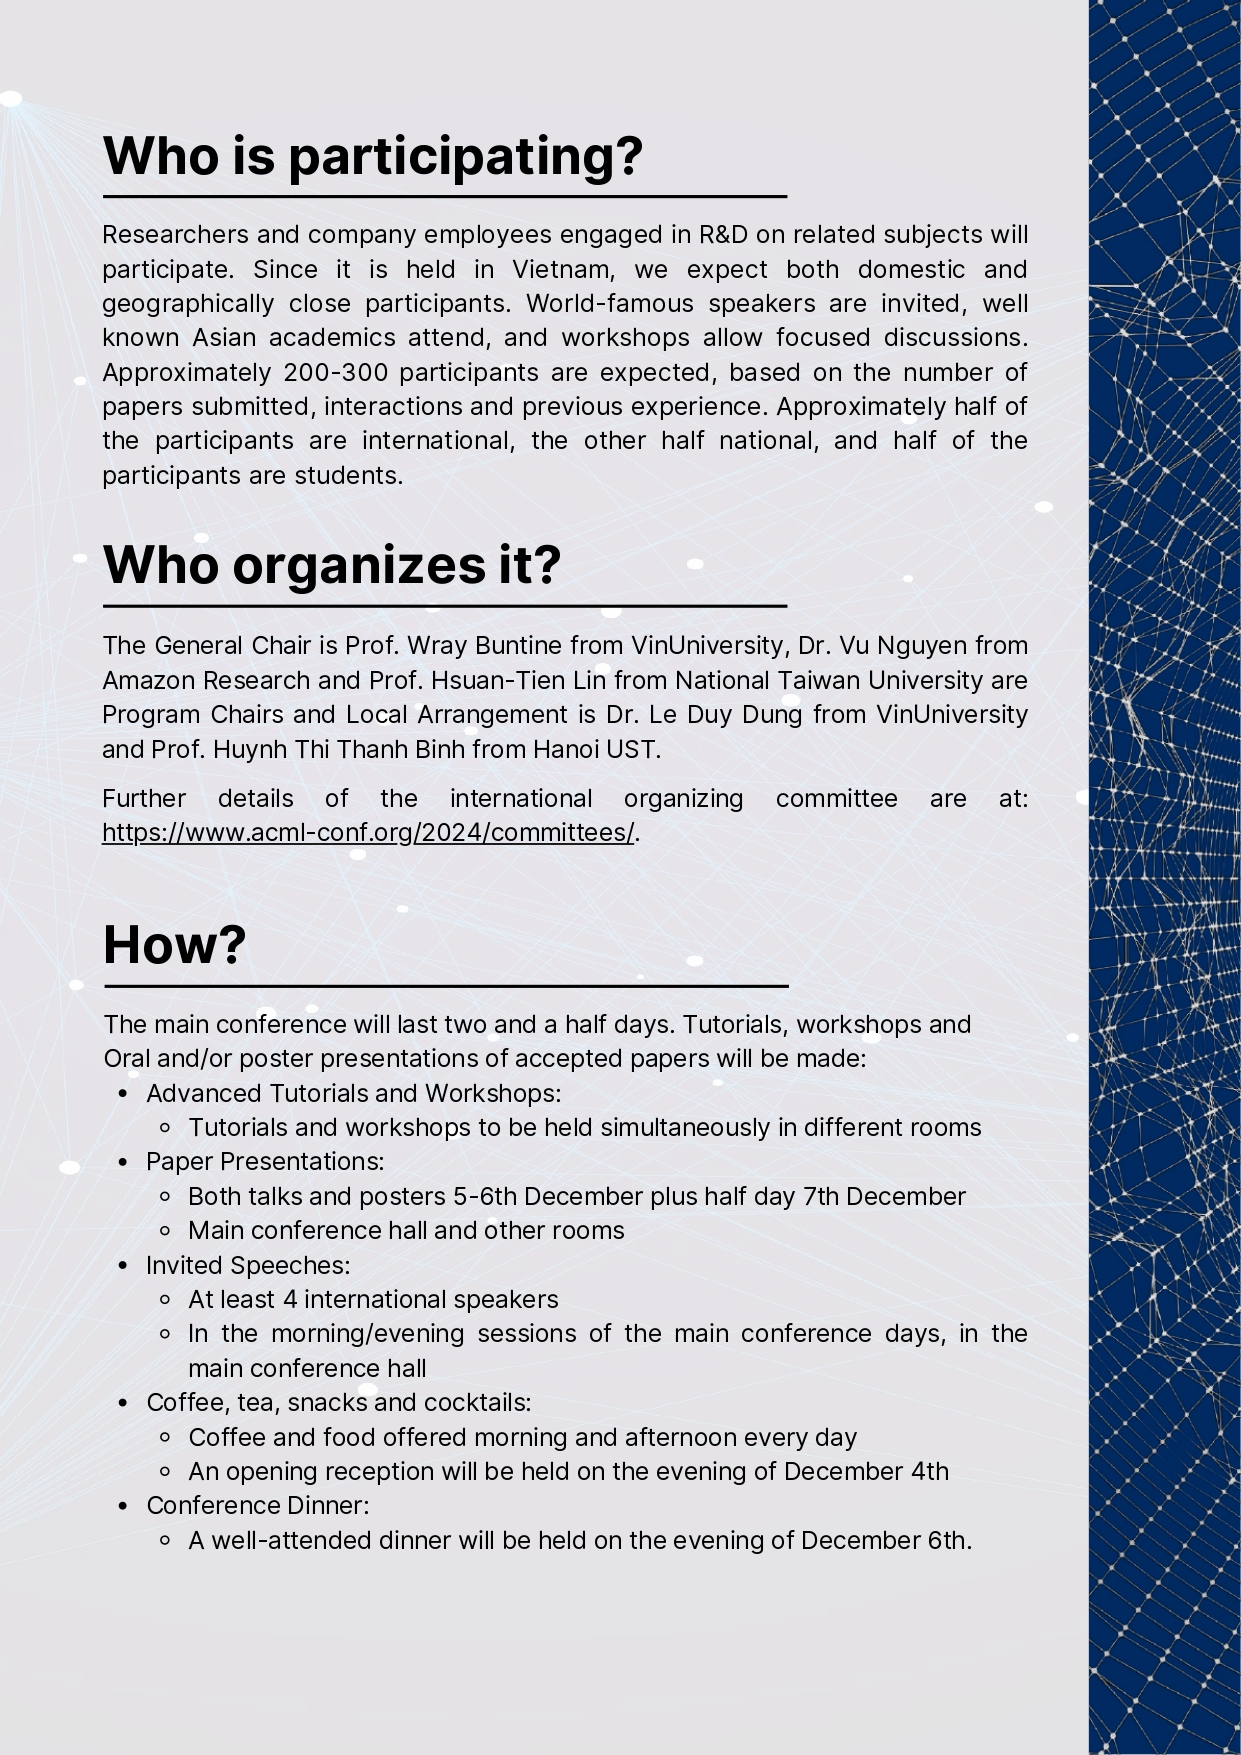 Who is participating?
Researchers and company employees engaged in R&D on related subjects will
participate. Since it is held in Vietnam, we expect both domestic and
geographically close participants. World-famous speakers are invited, well
known Asian academics attend, and workshops allow focused discussions.
Approximately 200-300 participants are expected, based on the number of
papers submitted, interactions and previous experience. Approximately half of
the participants are international, the other half national, and half of the
participants are students.
Who organizes it?
The General Chair is Prof. Wray Buntine from VinUniversity, Dr. Vu Nguyen from
Amazon Research and Prof. Hsuan-Tien Lin from National Taiwan University are
Program Chairs and Local Arrangement is Dr. Le Duy Dung from VinUniversity
and Prof. Huynh Thi Thanh Binh from Hanoi UST.
Further details of the international organizing committee are at:
https://www.acml-conf.org/2024/committees/.
How?
The main conference will last two and a half days. Tutorials, workshops and
Oral and/or poster presentations of accepted papers will be made:
• Advanced Tutorials and Workshops:
◦ Tutorials and workshops to be held simultaneously in different rooms
• Paper Presentations:
◦ Both talks and posters 5-6th December plus half day 7th December
◦ Main conference hall and other rooms
• Invited Speeches:
◦ At least 4 international speakers
◦ In the morning/evening sessions of the main conference days, in the
main conference hall
• Coffee, tea, snacks and cocktails:
◦ Coffee and food offered morning and afternoon every day
◦ An opening reception will be held on the evening of December 4th
• Conference Dinner:
◦ A well-attended dinner will be held on the evening of December 6th.